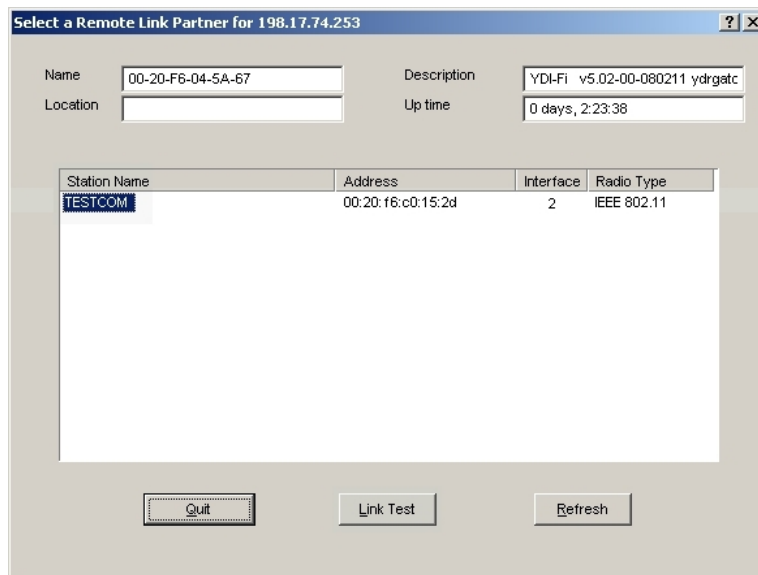 Select a Remote Link Partner for 198.17.74.253
Name 00-20-F6-04-5A-67 Description YDI-Fi v5.02-00-080211 ydrgatc
Location Up time 0 days, 2:23:38
Station Name Address Interface Radio Type
TESTCOM 00:20:f6:c0:15:2d 2 IEEE 802.11
Quit Link Test Refresh